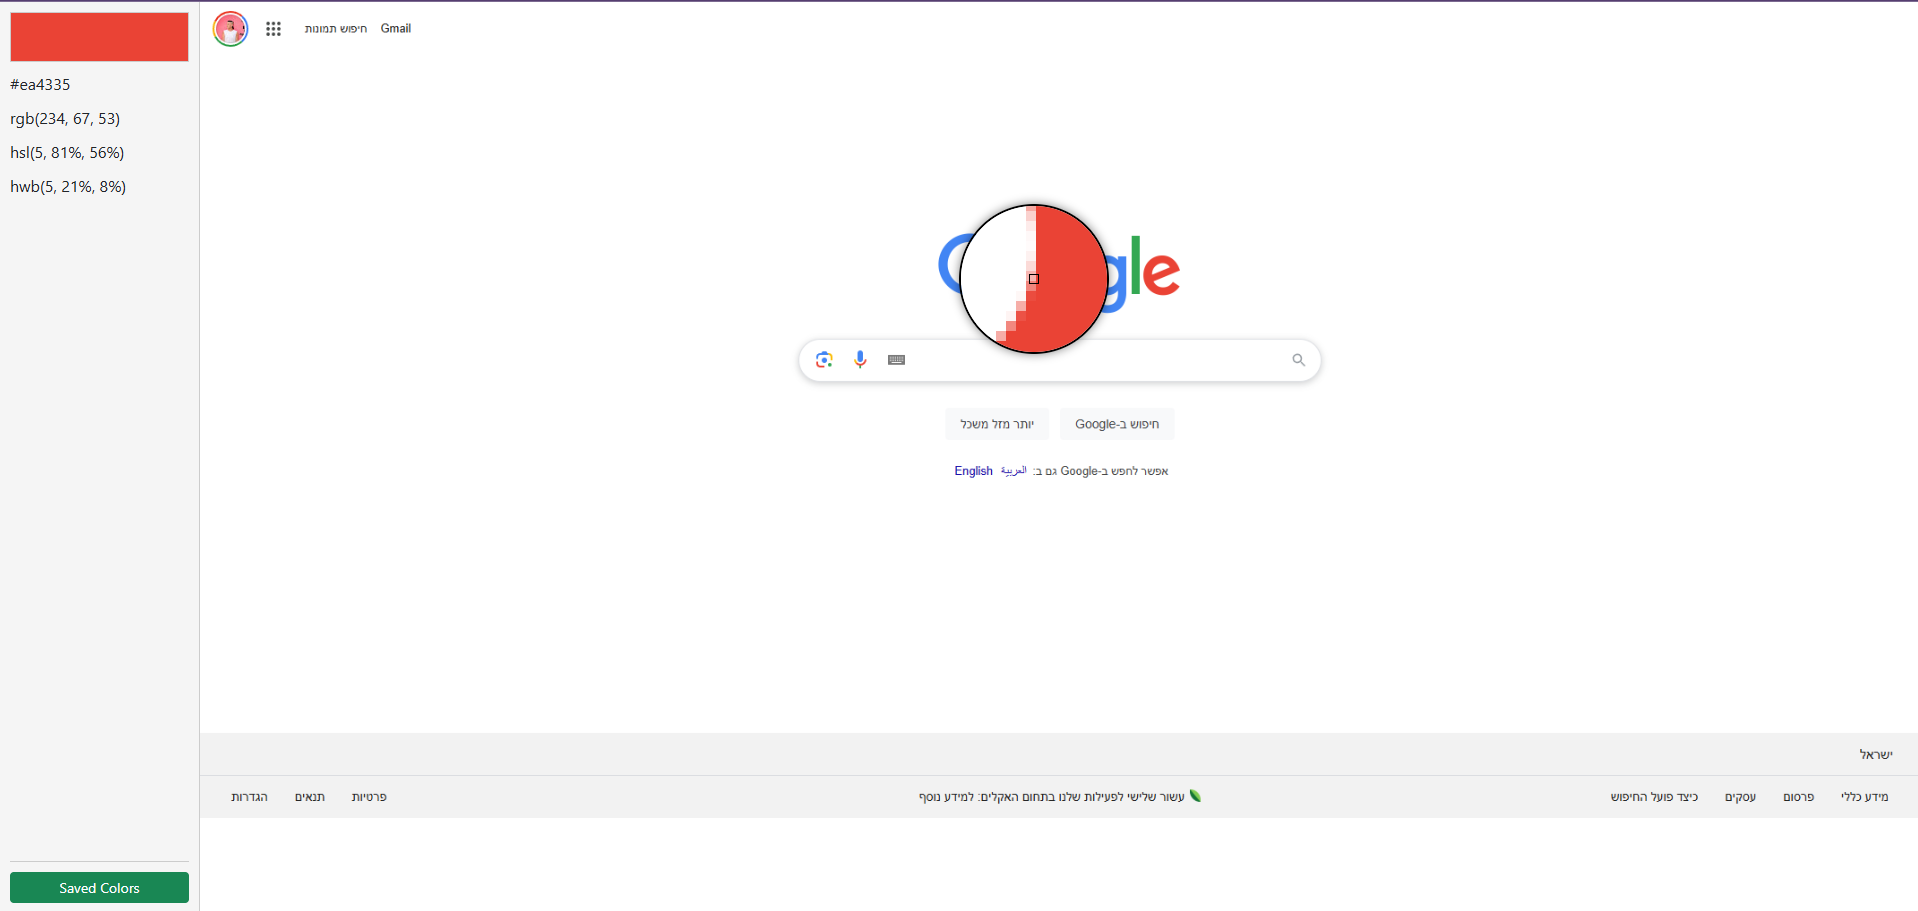 #ea4335
rgb(234, 67, 53)
hsl(5, 81%, 56%)
hwb(5, 21%, 8%)
Saved Colors
חיפוש תמונות Gmail
gle
חיפוש ב-Google
יותר מזל משכל
אפשר לחפש ב-Google גם ב: العربية English
ישראל
מידע כללי פרסום עסקים כיצד פועל החיפוש
עשור שלישי לפעילות שלנו בתחום האקלים: למידע נוסף
פרטיות תנאים הגדרות